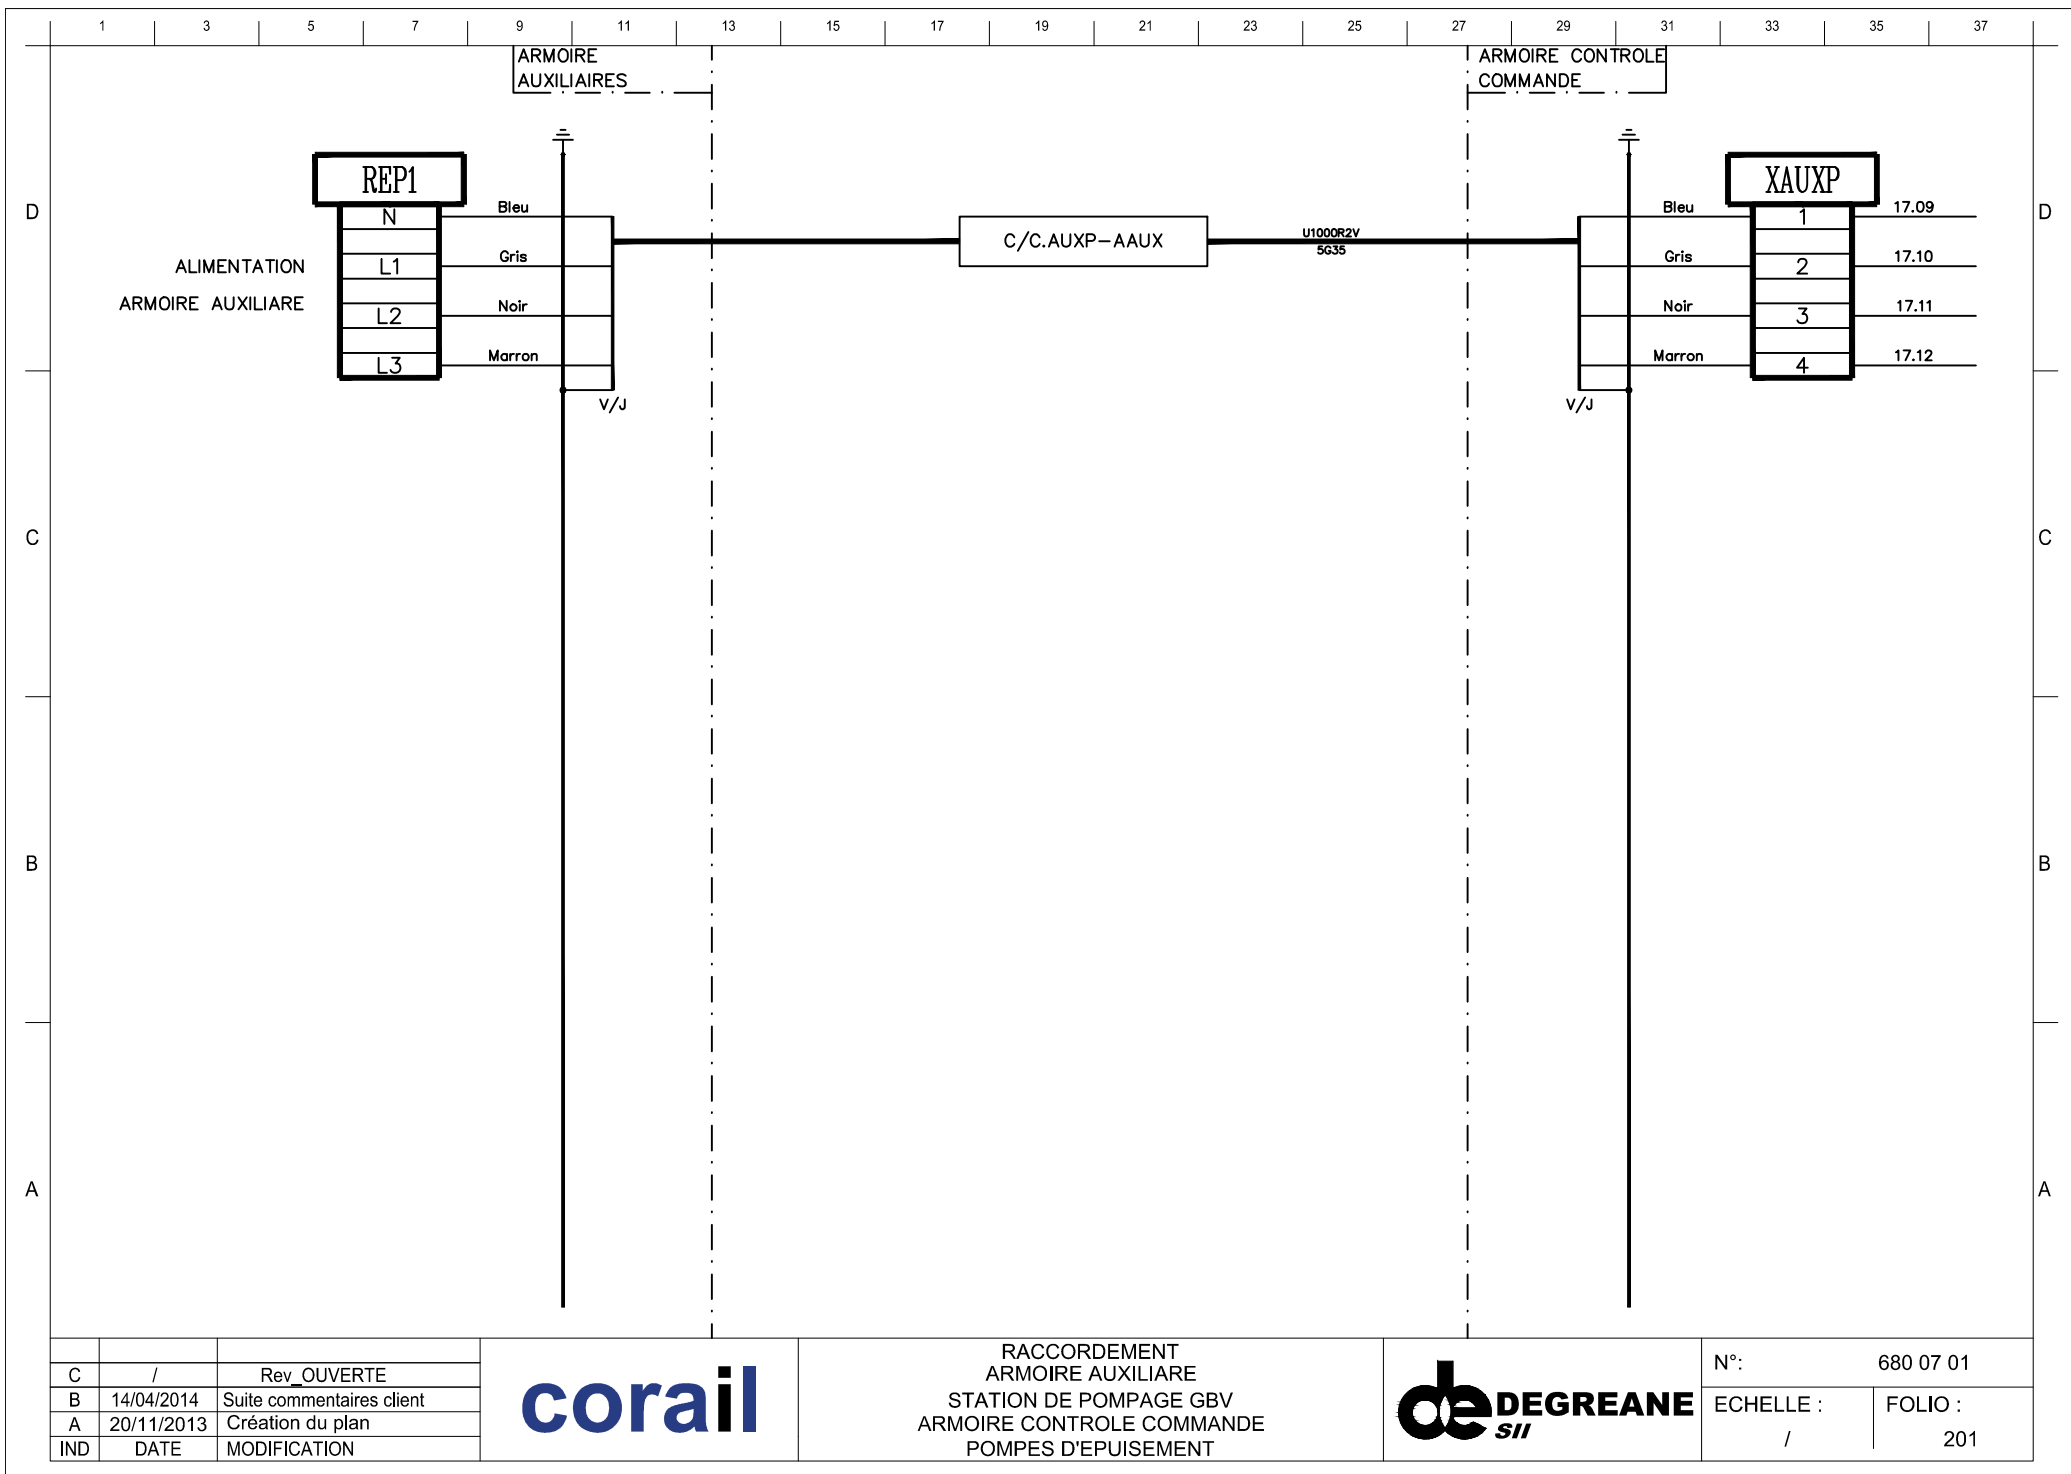 1 3 5 7 9 11 13 15 17 19 21 23 25 27 29 31 33 35 37
ARMOIRE
AUXILIAIRES
ARMOIRE CONTROLE
COMMANDE
REP1
XAUXP
D
N
Bleu
Bleu
1
17.09
D
C/C.AUXP-AAUX
U1000R2V
5G35
ALIMENTATION
L1
Gris
Gris
2
17.10
ARMOIRE AUXILIARE
L2
Noir
Noir
3
17.11
L3
Marron
Marron
4
17.12
V/J
V/J
C
C
B
B
A
A
C / Rev_OUVERTE
B 14/04/2014 Suite commentaires client
A 20/11/2013 Création du plan
IND DATE MODIFICATION
corail
RACCORDEMENT
ARMOIRE AUXILIARE
STATION DE POMPAGE GBV
ARMOIRE CONTROLE COMMANDE
POMPES D'EPUISEMENT
de DEGREANE
SII
N°: 680 07 01
ECHELLE :
/
FOLIO :
201